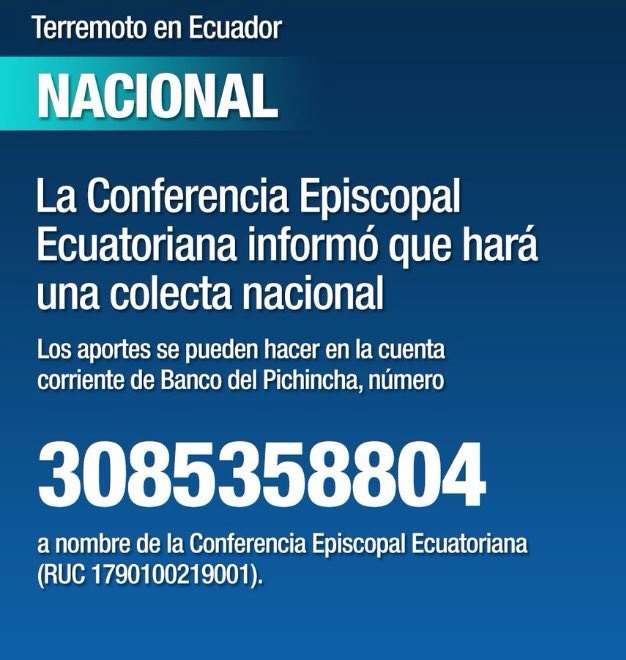 Terremoto en Ecuador
NACIONAL
La Conferencia Episcopal
Ecuatoriana informó que hará
una colecta nacional
Los aportes se pueden hacer en la cuenta
corriente de Banco del Pichincha, número
3085358804
a nombre de la Conferencia Episcopal Ecuatoriana
(RUC 1790100219001).